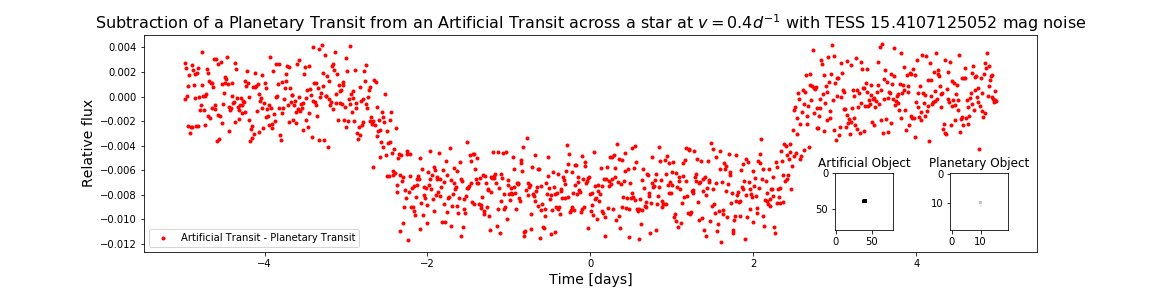 Subtraction of a Planetary Transit from an Artificial Transit across a star at v = 0.4d⁻¹ with TESS 15.4107125052 mag noise
0.004
0.002
0.000
−0.002
−0.004
−0.006
−0.008
−0.010
−0.012
Relative flux
Artificial Transit - Planetary Transit
Artificial Object
0
50
0 50
Planetary Object
0
10
0 10
−4 −2 0 2 4
Time [days]